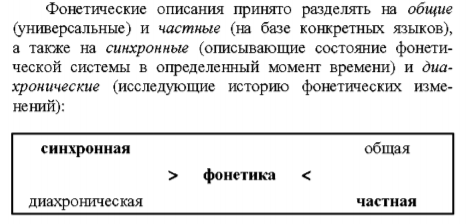 Фонетические описания принято разделять на общие
(универсальные) и частные (на базе конкретных языков),
а также на синхронные (описывающие состояние фонети-
ческой системы в определенный момент времени) и диа-
хронические (исследующие историю фонетических изме-
нений):
синхронная общая
> фонетика <
диахроническая частная